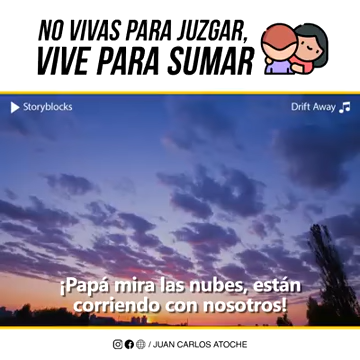 NO VIVAS PARA JUZGAR,
VIVE PARA SUMAR
Storyblocks
Drift Away
¡Papá mira las nubes, están
corriendo con nosotros!
/ JUAN CARLOS ATOCHE